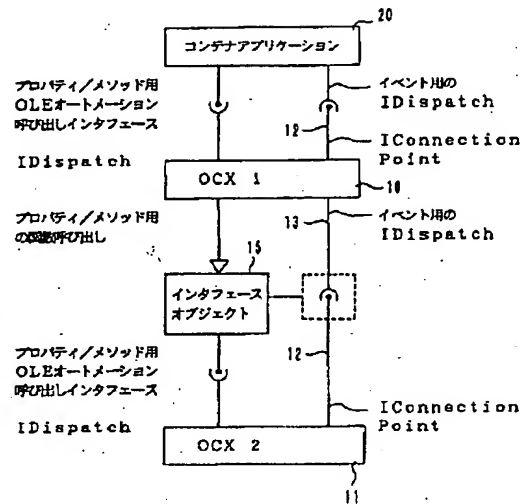 20
コンテナアプリケーション
プロパティ/メソッド用
OLEオートメーション
呼び出しインタフェース
IDispatch
イベント用の
IDispatch
12
IConnection
Point
OCX 1
10
プロパティ/メソッド用
の関数呼び出し
13
イベント用の
IDispatch
15
インタフェース
オブジェクト
プロパティ/メソッド用
OLEオートメーション
呼び出しインタフェース
IDispatch
12
IConnection
Point
OCX 2
11